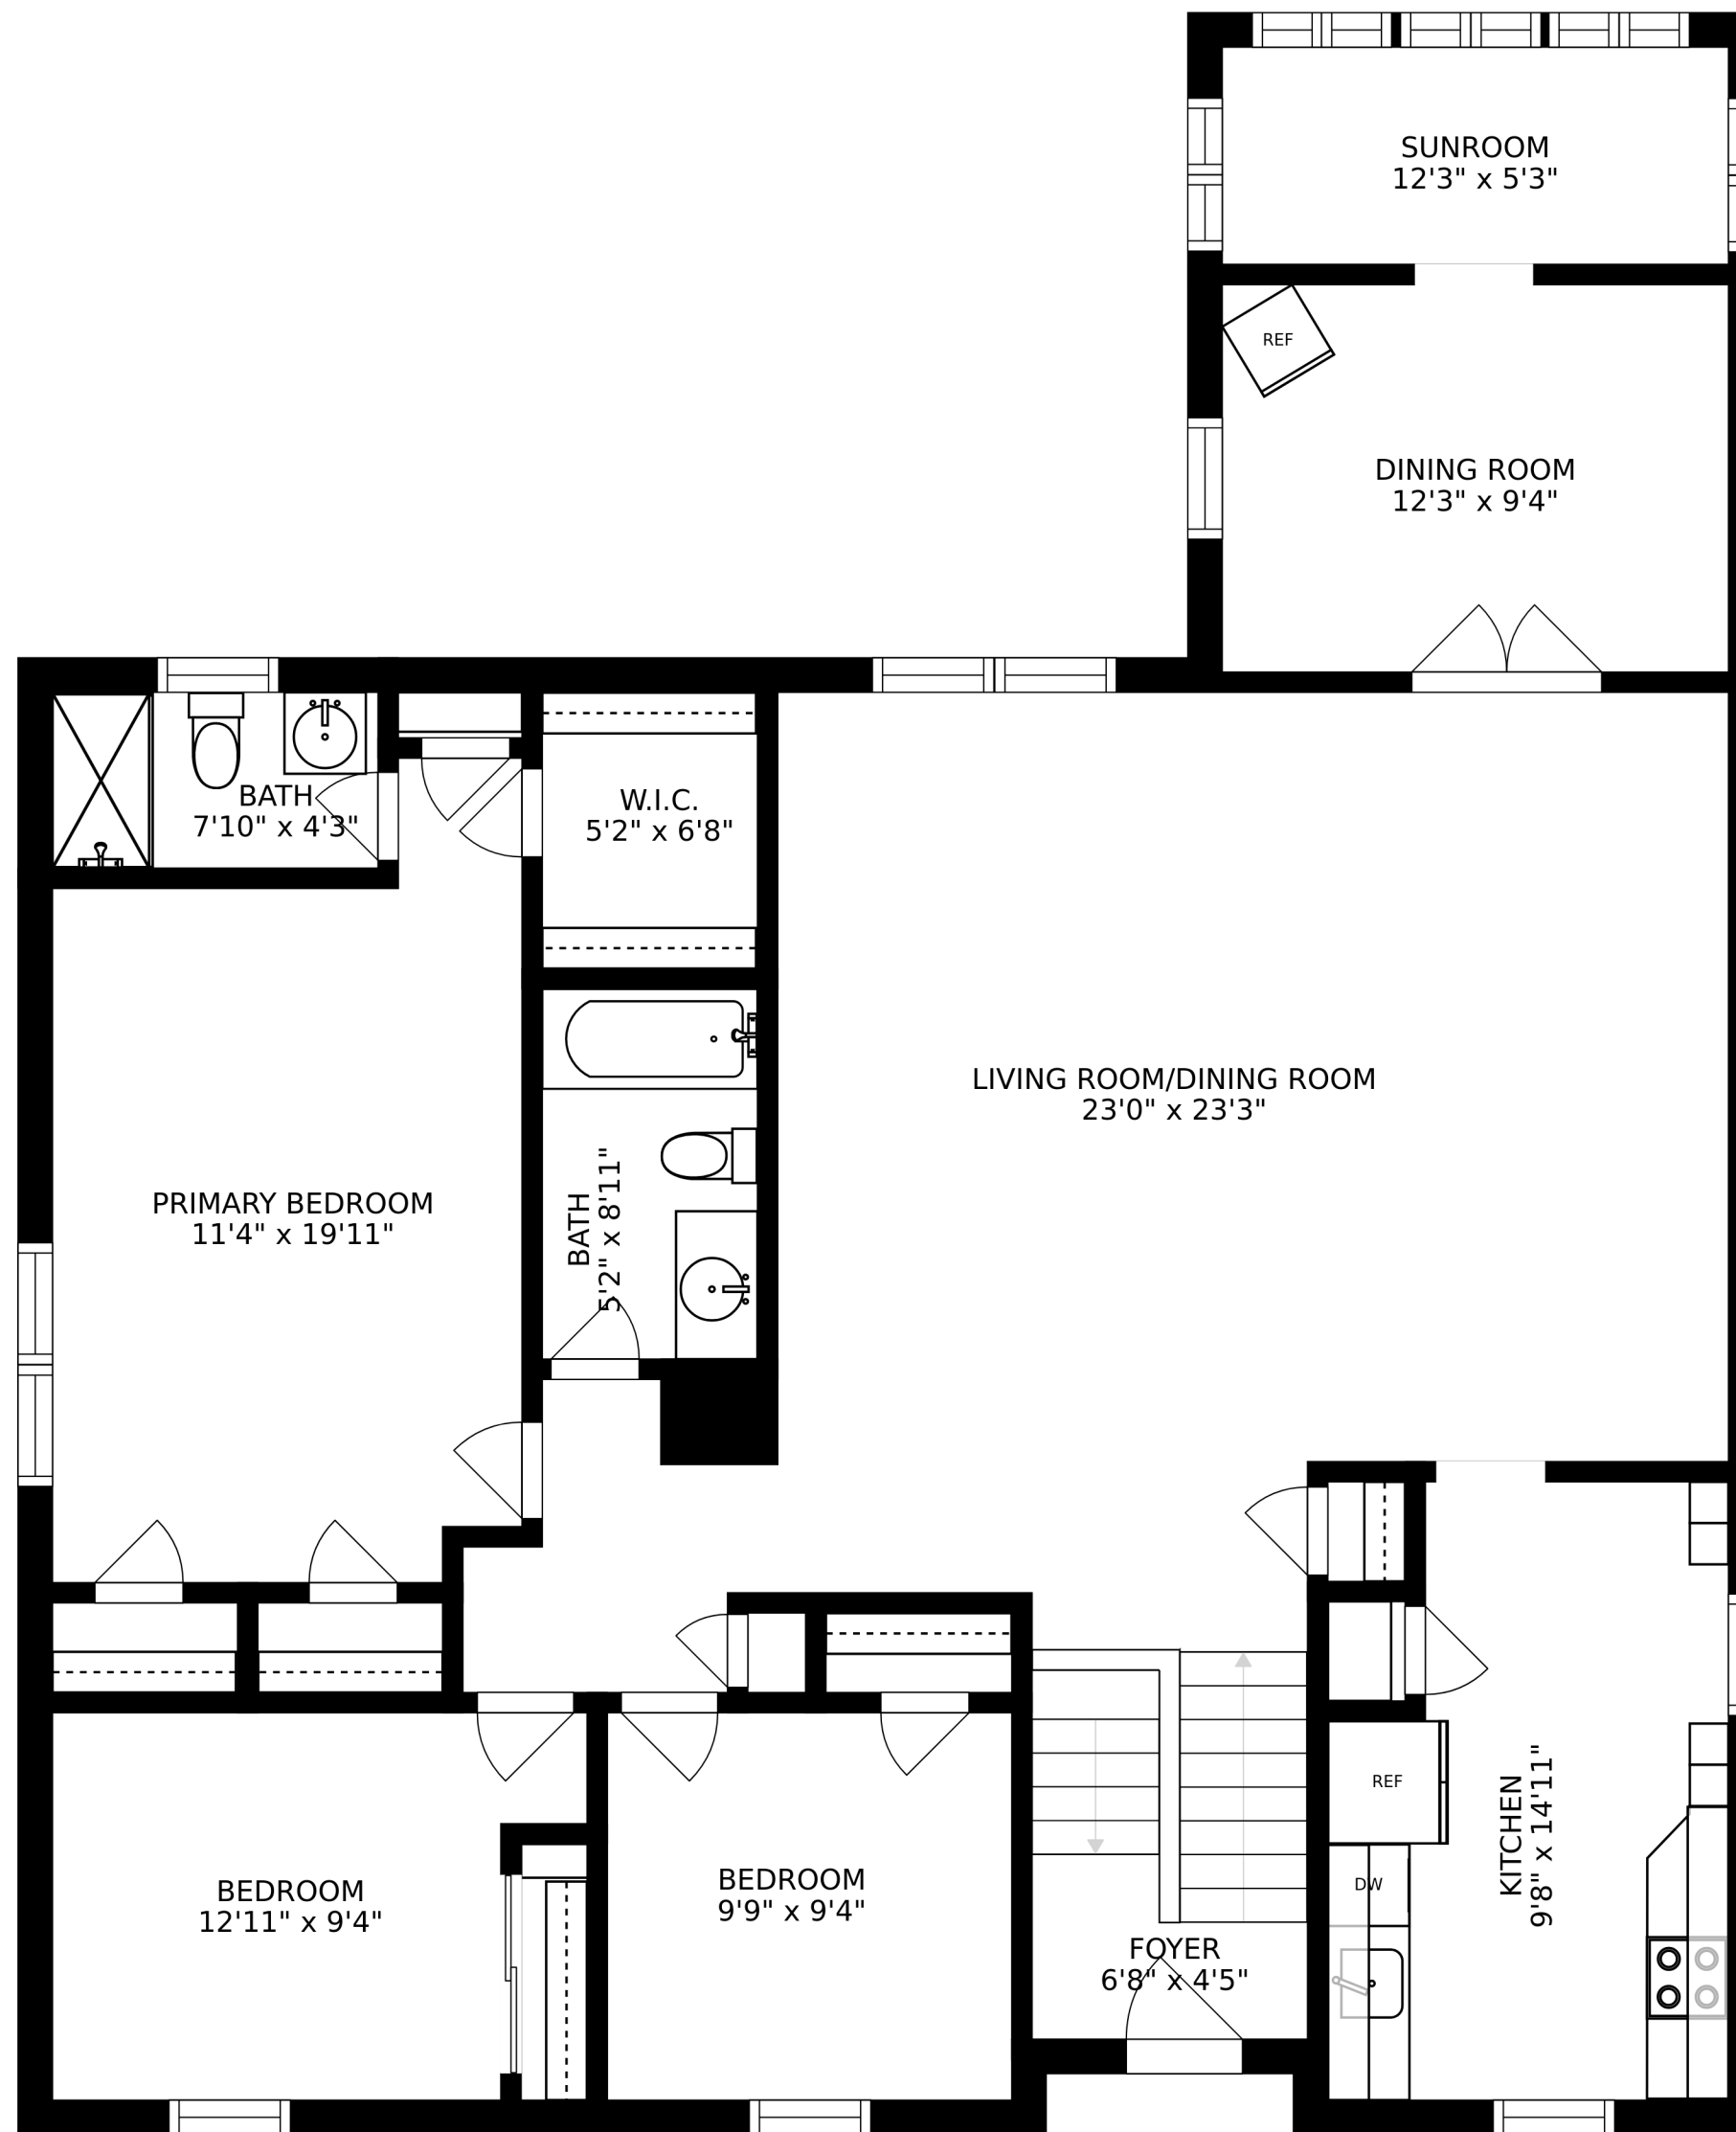 SUNROOM
12'3" x 5'3"
REF
DINING ROOM
12'3" x 9'4"
BATH
7'10" x 4'3"
W.I.C.
5'2" x 6'8"
LIVING ROOM/DINING ROOM
23'0" x 23'3"
PRIMARY BEDROOM
11'4" x 19'11"
BATH
5'2" x 8'11"
REF
KITCHEN
9'8" x 14'11"
DW
BEDROOM
12'11" x 9'4"
BEDROOM
9'9" x 9'4"
FOYER
6'8" x 4'5"